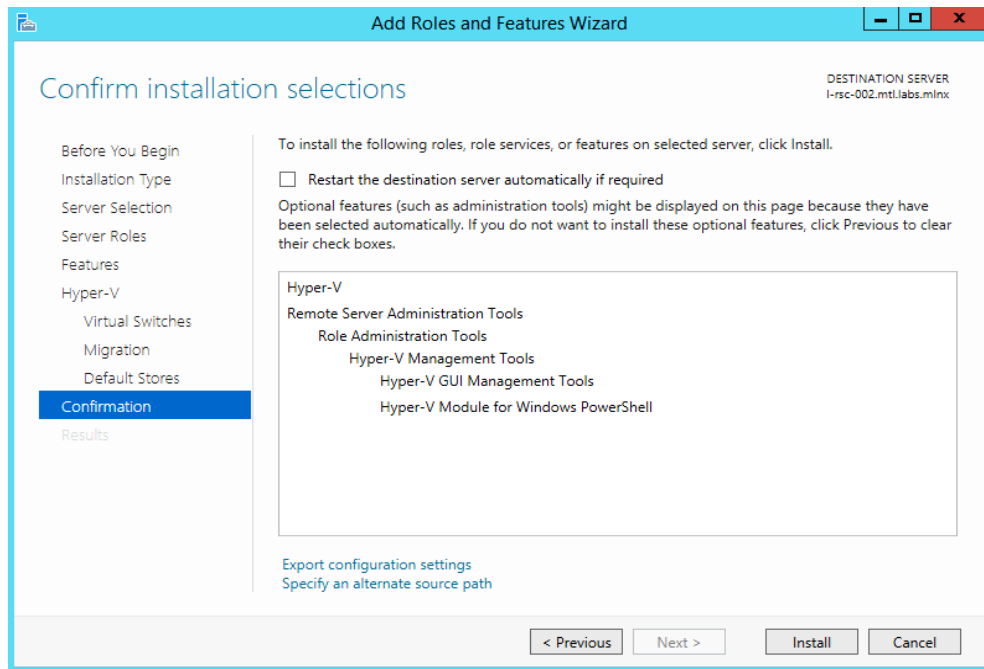 Add Roles and Features Wizard
Confirm installation selections
DESTINATION SERVER
l-rsc-002.mtl.labs.mlnx
Before You Begin
Installation Type
Server Selection
Server Roles
Features
Hyper-V
Virtual Switches
Migration
Default Stores
Confirmation
Results
To install the following roles, role services, or features on selected server, click Install.
Restart the destination server automatically if required
Optional features (such as administration tools) might be displayed on this page because they have
been selected automatically. If you do not want to install these optional features, click Previous to clear
their check boxes.
Hyper-V
Remote Server Administration Tools
Role Administration Tools
Hyper-V Management Tools
Hyper-V GUI Management Tools
Hyper-V Module for Windows PowerShell
Export configuration settings
Specify an alternate source path
< Previous
Next >
Install
Cancel